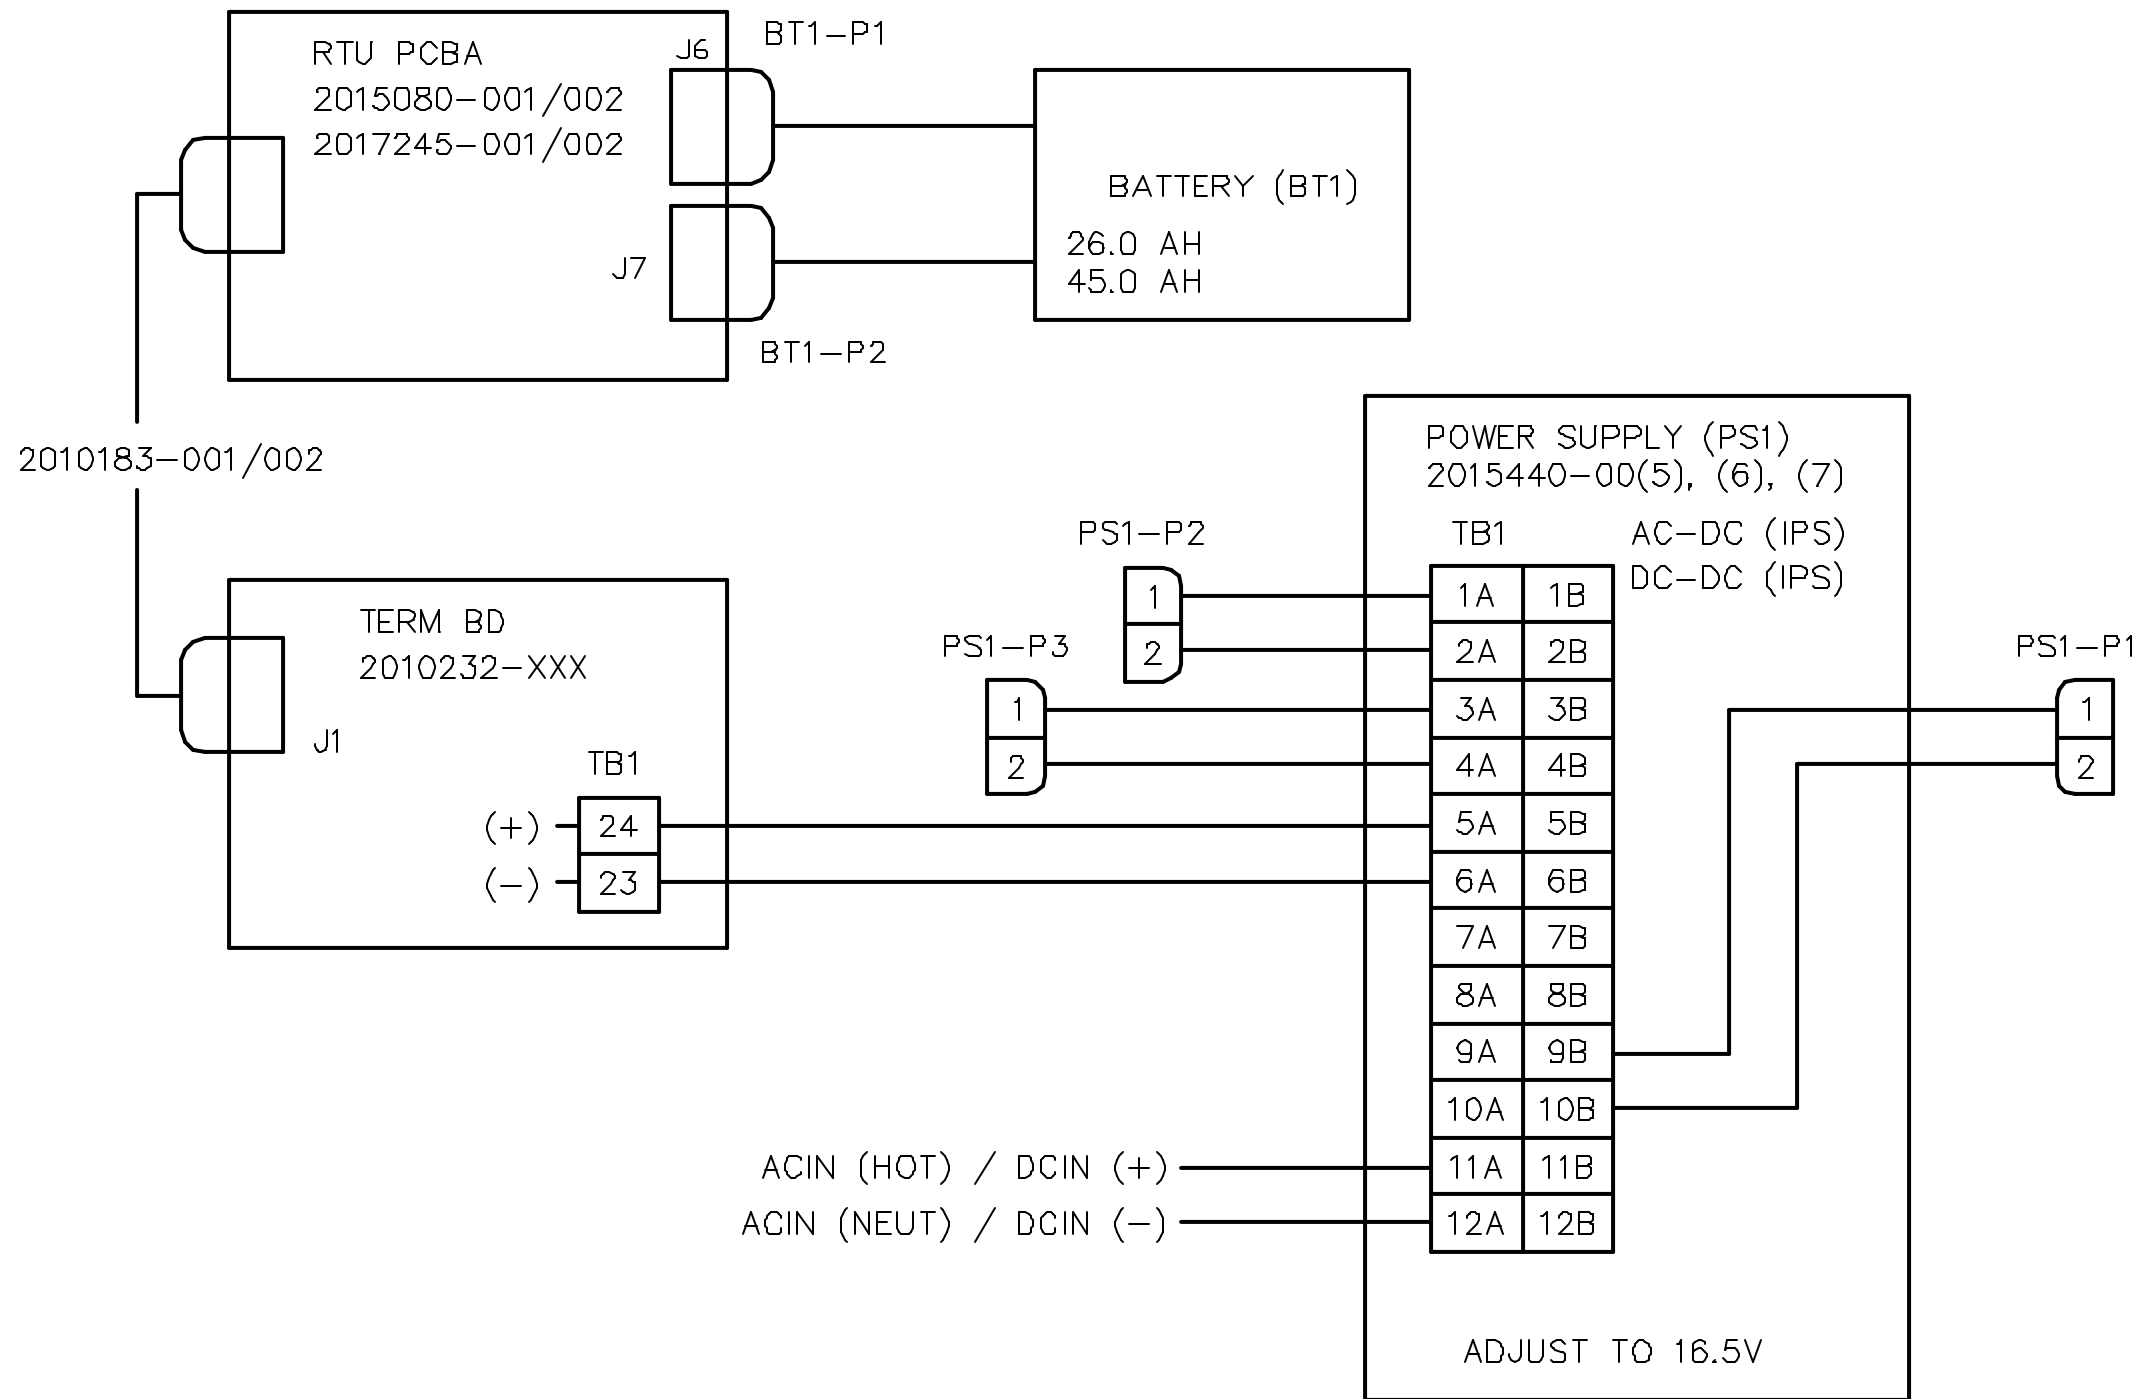 BT1-P1
RTU PCBA
2015080-001/002
2017245-001/002
J6
J7
BT1-P2
BATTERY (BT1)
26.0 AH
45.0 AH
2010183-001/002
POWER SUPPLY (PS1)
2015440-00(5), (6), (7)
TB1
AC-DC (IPS)
DC-DC (IPS)
PS1-P2
1
2
PS1-P3
1
2
PS1-P1
1
2
TERM BD
2010232-XXX
J1
TB1
(+) 24
(-) 23
1A 1B
2A 2B
3A 3B
4A 4B
5A 5B
6A 6B
7A 7B
8A 8B
9A 9B
10A 10B
11A 11B
12A 12B
ACIN (HOT) / DCIN (+)
ACIN (NEUT) / DCIN (-)
ADJUST TO 16.5V